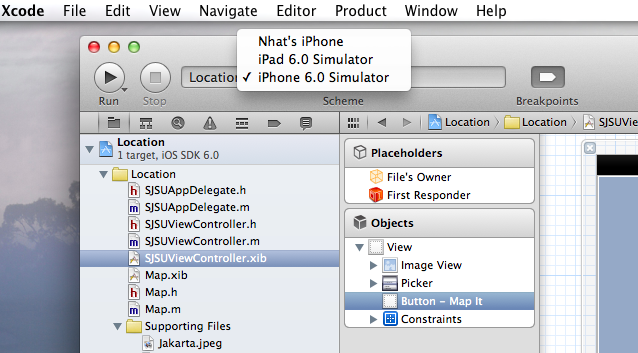 Xcode File Edit View Navigate Editor Product Window Help
Nhat's iPhone
iPad 6.0 Simulator
✓ iPhone 6.0 Simulator
Location
Run Stop Scheme Breakpoints
Location
1 target, iOS SDK 6.0
Location
SJSUAppDelegate.h
SJSUAppDelegate.m
SJSUViewController.h
SJSUViewController.m
SJSUViewController.xib
Map.xib
Map.h
Map.m
Supporting Files
Jakarta.jpeg
Location Location SJSUView
Placeholders
File's Owner
First Responder
Objects
View
Image View
Picker
Button - Map It
Constraints